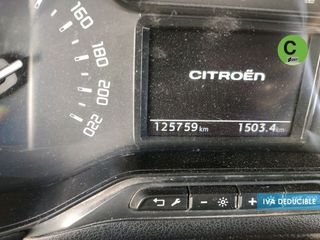 160
180
200
220
C
CITROËN
125759 km
1503.4 km
- +
IVA DEDUCIBLE